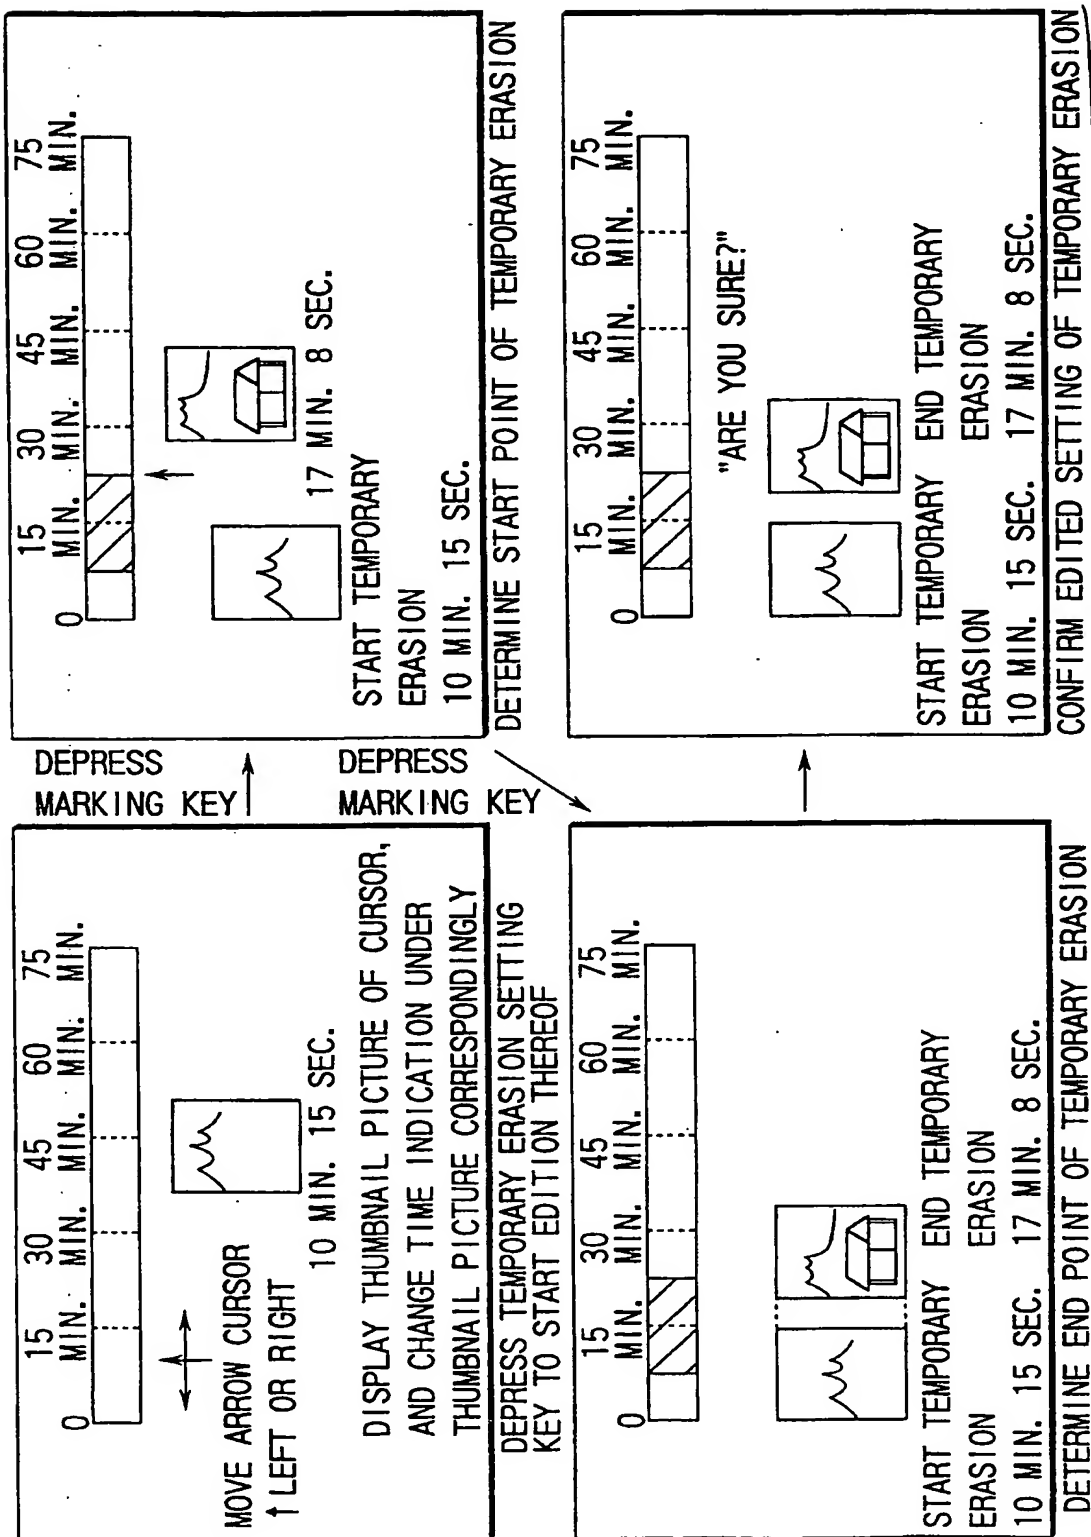 0 15 30 45 60 75
MIN. MIN. MIN. MIN. MIN.
MOVE ARROW CURSOR
↑LEFT OR RIGHT
10 MIN. 15 SEC.
DISPLAY THUMBNAIL PICTURE OF CURSOR,
AND CHANGE TIME INDICATION UNDER
THUMBNAIL PICTURE CORRESPONDINGLY
DEPRESS TEMPORARY ERASION SETTING
KEY TO START EDITION THEREOF
DEPRESS
MARKING KEY
0 15 30 45 60 75
MIN. MIN. MIN. MIN. MIN.
17 MIN. 8 SEC.
START TEMPORARY
ERASION
10 MIN. 15 SEC.
DETERMINE START POINT OF TEMPORARY ERASION
DEPRESS
MARKING KEY
0 15 30 45 60 75
MIN. MIN. MIN. MIN. MIN.
START TEMPORARY END TEMPORARY
ERASION ERASION
10 MIN. 15 SEC. 17 MIN. 8 SEC.
DETERMINE END POINT OF TEMPORARY ERASION
0 15 30 45 60 75
MIN. MIN. MIN. MIN. MIN.
"ARE YOU SURE?"
START TEMPORARY END TEMPORARY
ERASION ERASION
10 MIN. 15 SEC. 17 MIN. 8 SEC.
CONFIRM EDITED SETTING OF TEMPORARY ERASION